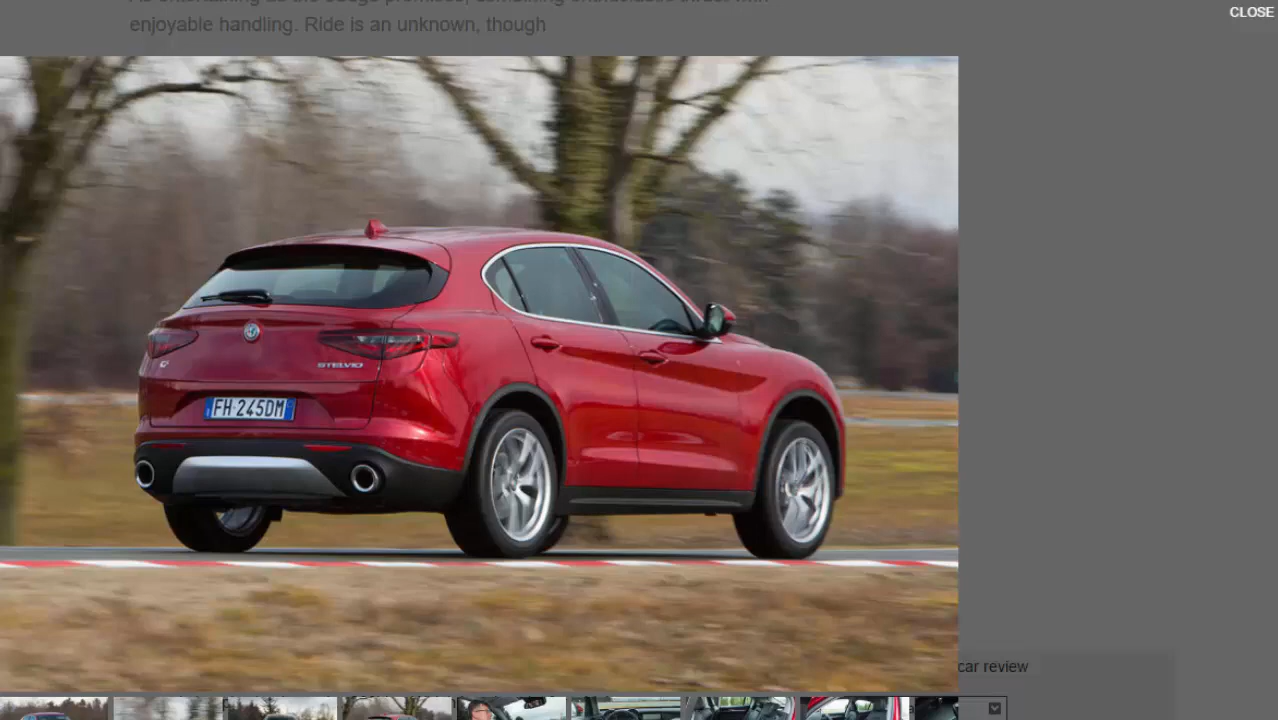 enjoyable handling. Ride is an unknown, though
CLOSE
STELVIO
FH 245DM
car review